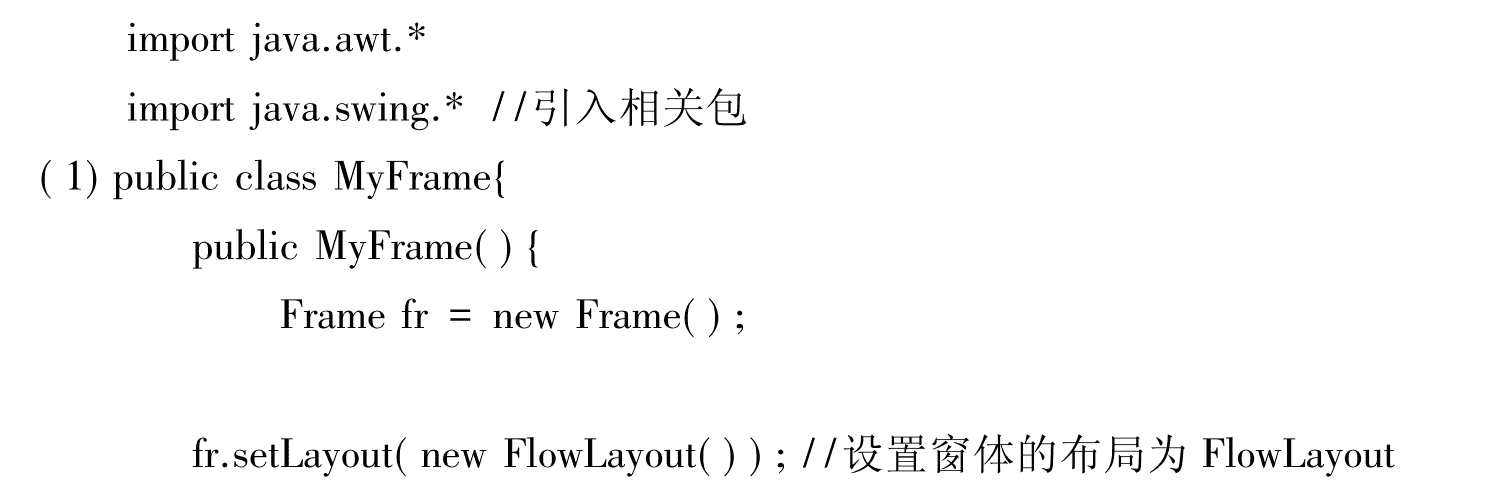 import java.awt.*
import java.swing.* //引入相关包
(1) public class MyFrame{
public MyFrame(){
Frame fr = new Frame();
fr.setLayout(new FlowLayout()); //设置窗体的布局为 FlowLayout